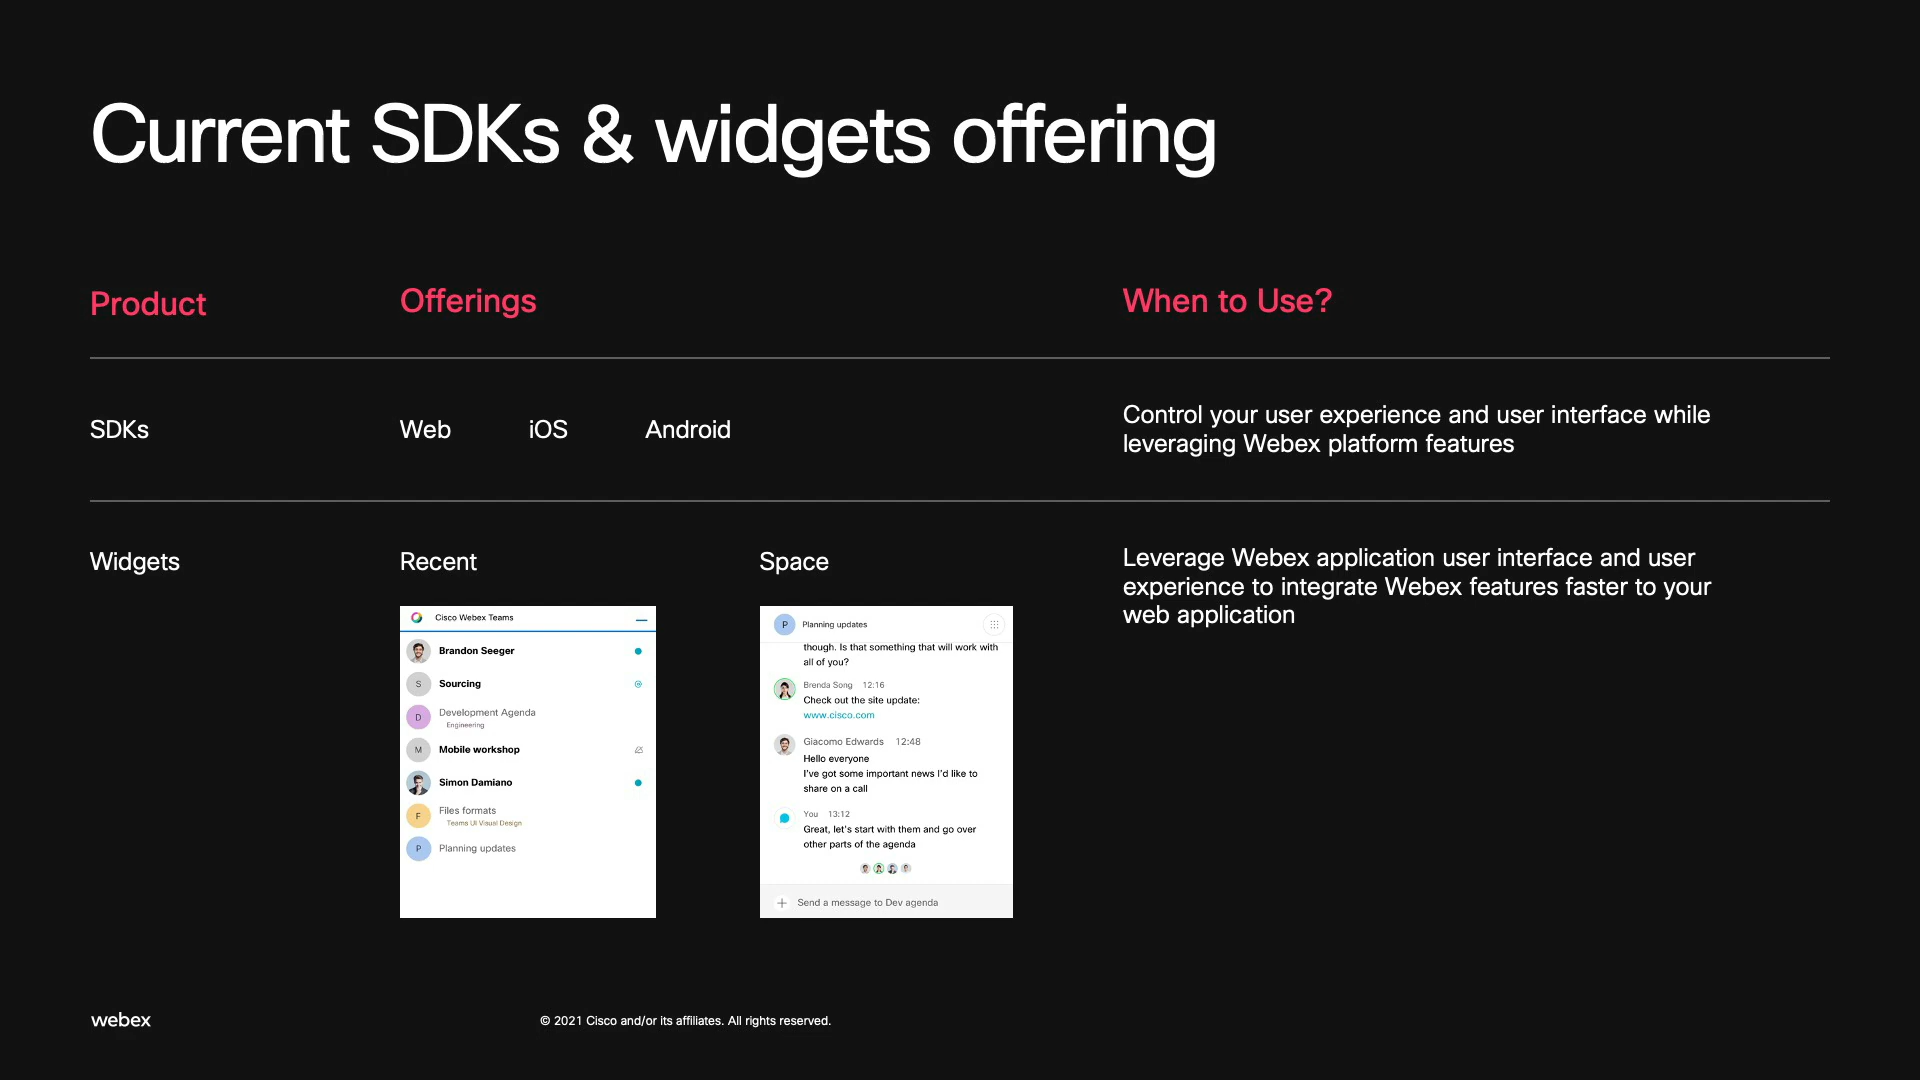 Current SDKs & widgets offering
Product
Offerings
When to Use?
SDKs
Web
iOS
Android
Control your user experience and user interface while
leveraging Webex platform features
Widgets
Recent
Space
Leverage Webex application user interface and user
experience to integrate Webex features faster to your
web application
Cisco Webex Teams
Brandon Seeger
S
Sourcing
D
Development Agenda
Engineering
M
Mobile workshop
Simon Damiano
F
Files formats
Teams UI Visual Design
P
Planning updates
P
Planning updates
though. Is that something that will work with
all of you?
Brenda Song 12:16
Check out the site update:
www.cisco.com
Giacomo Edwards 12:48
Hello everyone
I've got some important news I'd like to
share on a call
You 13:12
Great, let's start with them and go over
other parts of the agenda
Send a message to Dev agenda
webex
© 2021 Cisco and/or its affiliates. All rights reserved.